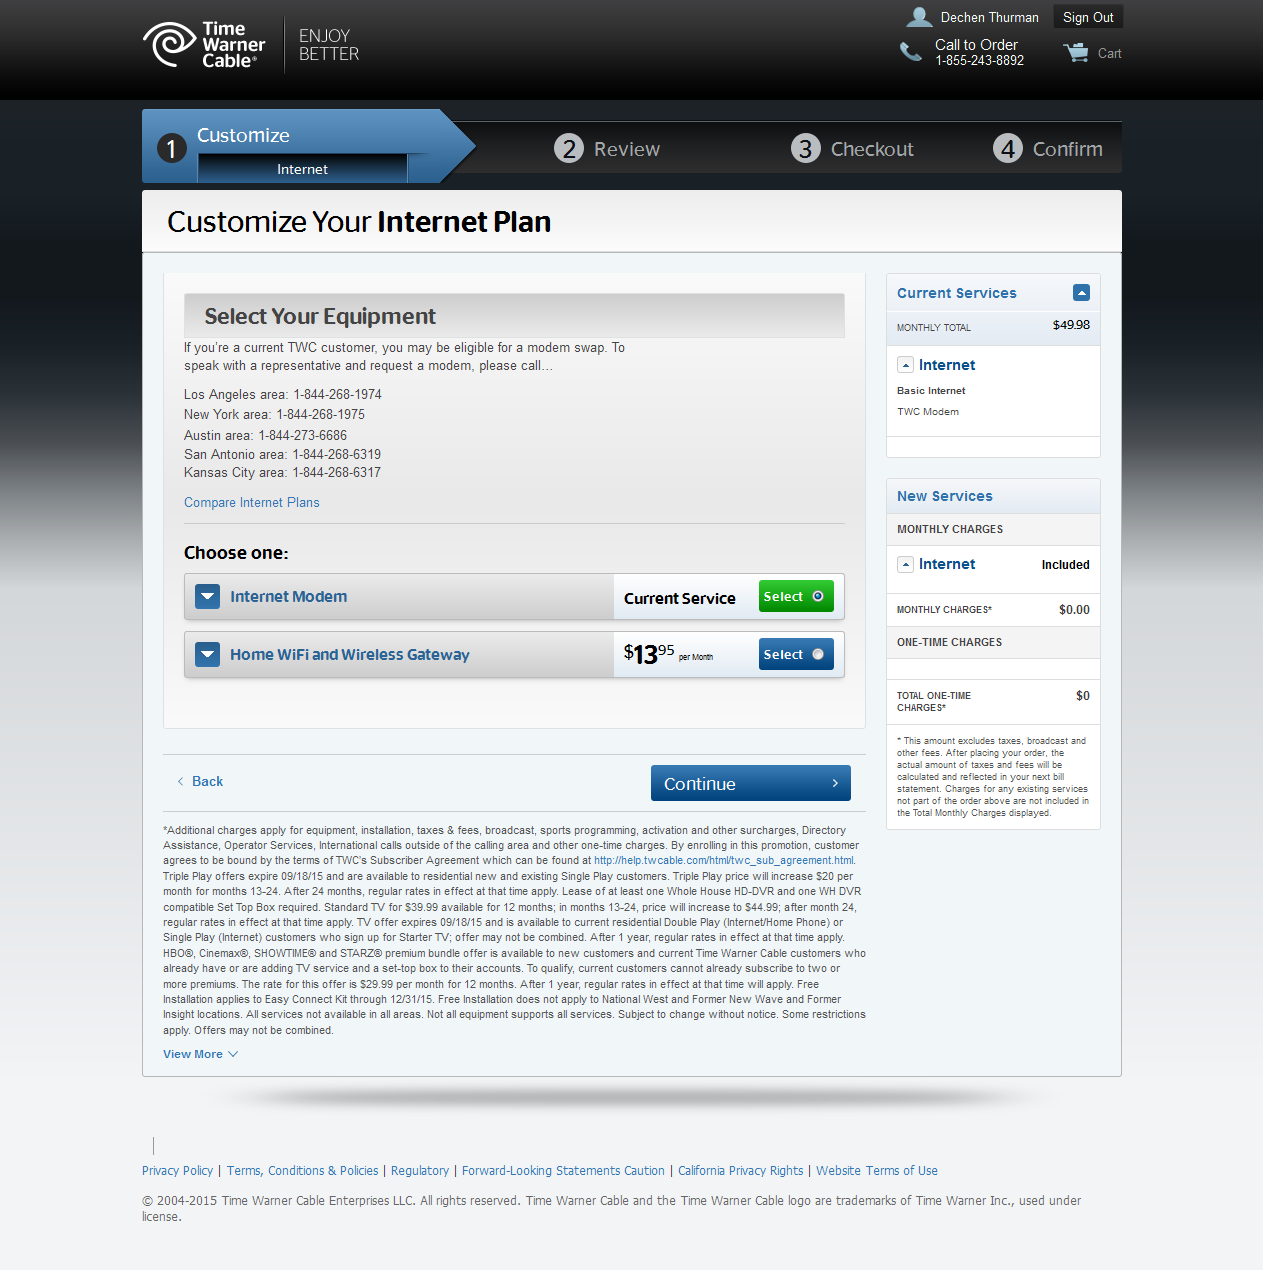 Time
Warner
Cable®
ENJOY
BETTER
Dechen Thurman
Sign Out
Call to Order
1-855-243-8892
Cart
1
Customize
Internet
2 Review
3 Checkout
4 Confirm
Customize Your Internet Plan
Select Your Equipment
If you're a current TWC customer, you may be eligible for a modem swap. To
speak with a representative and request a modem, please call…
Los Angeles area: 1-844-268-1974
New York area: 1-844-268-1975
Austin area: 1-844-273-6686
San Antonio area: 1-844-268-6319
Kansas City area: 1-844-268-6317
Compare Internet Plans
Choose one:
Internet Modem
Current Service
Select
Home WiFi and Wireless Gateway
$1395 per Month
Select
Back
Continue
*Additional charges apply for equipment, installation, taxes & fees, broadcast, sports programming, activation and other surcharges, Directory
Assistance, Operator Services, International calls outside of the calling area and other one-time charges. By enrolling in this promotion, customer
agrees to be bound by the terms of TWC's Subscriber Agreement which can be found at http://help.twcable.com/html/twc_sub_agreement.html.
Triple Play offers expire 09/18/15 and are available to residential new and existing Single Play customers. Triple Play price will increase $20 per
month for months 13-24. After 24 months, regular rates in effect at that time apply. Lease of at least one Whole House HD-DVR and one WH DVR
compatible Set Top Box required. Standard TV for $39.99 available for 12 months; in months 13-24, price will increase to $44.99; after month 24,
regular rates in effect at that time apply. TV offer expires 09/18/15 and is available to current residential Double Play (Internet/Home Phone) or
Single Play (Internet) customers who sign up for Starter TV; offer may not be combined. After 1 year, regular rates in effect at that time apply.
HBO®, Cinemax®, SHOWTIME® and STARZ® premium bundle offer is available to new customers and current Time Warner Cable customers who
already have or are adding TV service and a set-top box to their accounts. To qualify, current customers cannot already subscribe to two or
more premiums. The rate for this offer is $29.99 per month for 12 months. After 1 year, regular rates in effect at that time will apply. Free
Installation applies to Easy Connect Kit through 12/31/15. Free Installation does not apply to National West and Former New Wave and Former
Insight locations. All services not available in all areas. Not all equipment supports all services. Subject to change without notice. Some restrictions
apply. Offers may not be combined.
View More
Current Services
MONTHLY TOTAL $49.98
Internet
Basic Internet
TWC Modem
New Services
MONTHLY CHARGES
Internet Included
MONTHLY CHARGES* $0.00
ONE-TIME CHARGES
TOTAL ONE-TIME $0
CHARGES*
* This amount excludes taxes, broadcast and
other fees. After placing your order, the
actual amount of taxes and fees will be
calculated and reflected in your next bill
statement. Charges for any existing services
not part of the order above are not included in
the Total Monthly Charges displayed.
Privacy Policy | Terms, Conditions & Policies | Regulatory | Forward-Looking Statements Caution | California Privacy Rights | Website Terms of Use
© 2004-2015 Time Warner Cable Enterprises LLC. All rights reserved. Time Warner Cable and the Time Warner Cable logo are trademarks of Time Warner Inc., used under
license.